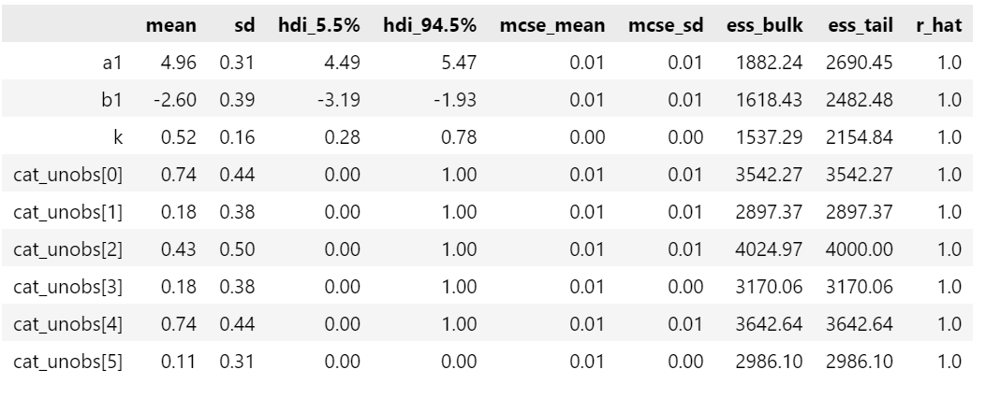 mean sd hdi_5.5% hdi_94.5% mcse_mean mcse_sd ess_bulk ess_tail r_hat
a1 4.96 0.31 4.49 5.47 0.01 0.01 1882.24 2690.45 1.0
b1 -2.60 0.39 -3.19 -1.93 0.01 0.01 1618.43 2482.48 1.0
k 0.52 0.16 0.28 0.78 0.00 0.00 1537.29 2154.84 1.0
cat_unobs[0] 0.74 0.44 0.00 1.00 0.01 0.01 3542.27 3542.27 1.0
cat_unobs[1] 0.18 0.38 0.00 1.00 0.01 0.01 2897.37 2897.37 1.0
cat_unobs[2] 0.43 0.50 0.00 1.00 0.01 0.01 4024.97 4000.00 1.0
cat_unobs[3] 0.18 0.38 0.00 1.00 0.01 0.00 3170.06 3170.06 1.0
cat_unobs[4] 0.74 0.44 0.00 1.00 0.01 0.01 3642.64 3642.64 1.0
cat_unobs[5] 0.11 0.31 0.00 0.00 0.01 0.00 2986.10 2986.10 1.0